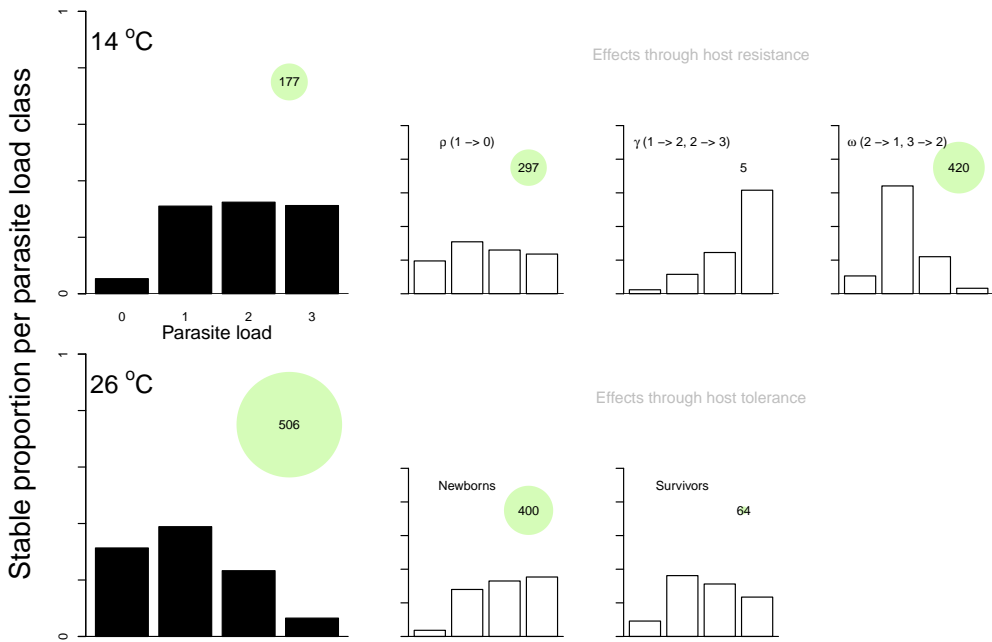 Stable proportion per parasite load class
1
14 °C
177
0
0 1 2 3
Parasite load
Effects through host resistance
ρ (1 -> 0)
297
γ (1 -> 2, 2 -> 3)
5
ω (2 -> 1, 3 -> 2)
420
1
26 °C
506
0
Effects through host tolerance
Newborns
400
Survivors
64